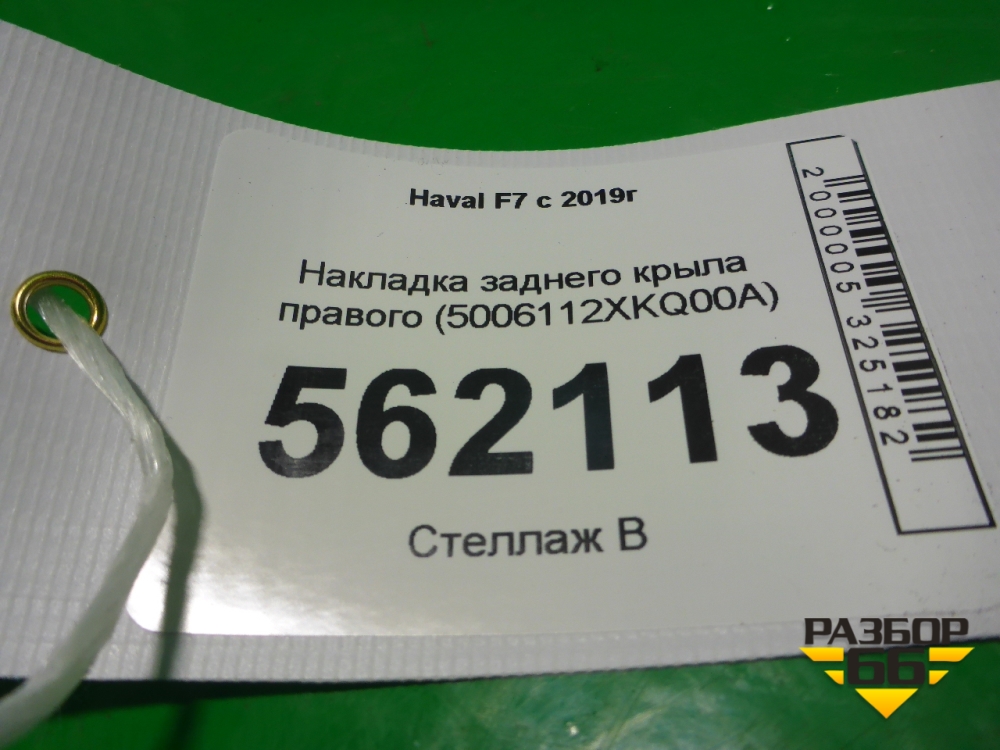 Haval F7 с 2019г
Накладка заднего крыла
правого (5006112XKQ00A)
562113
Стеллаж В
2000005325182
РАЗБОР
66